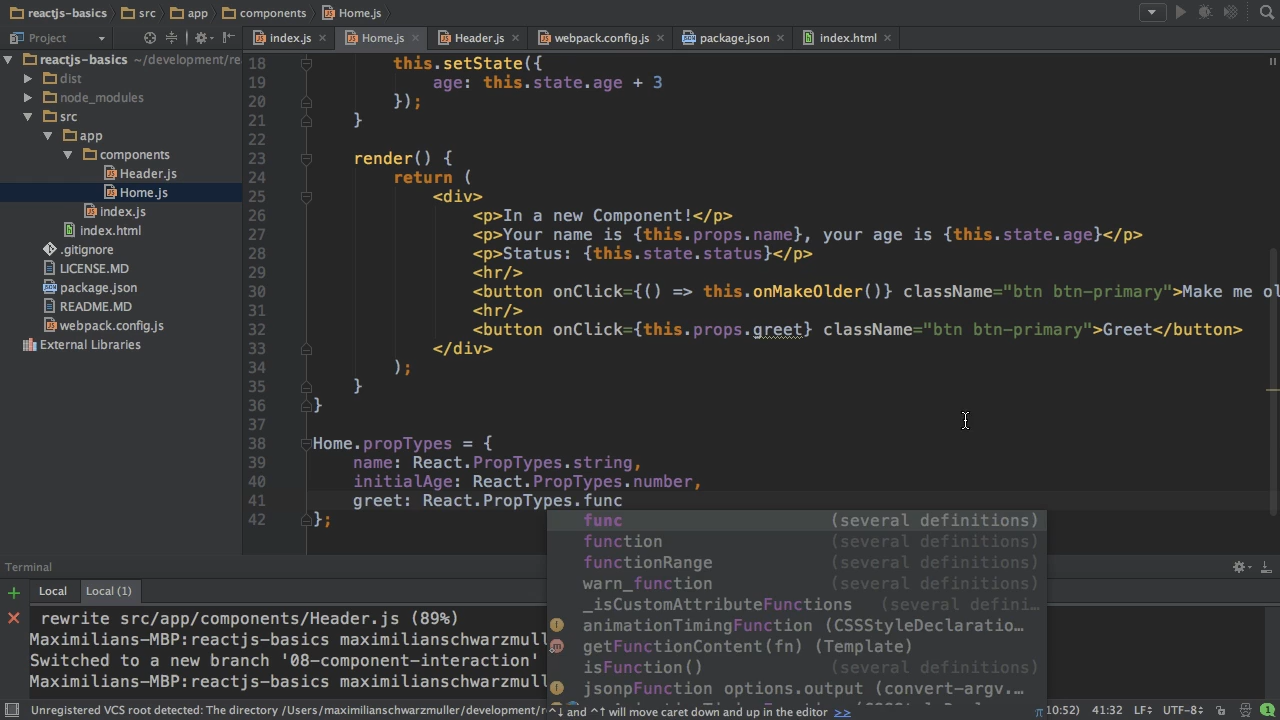 reactjs-basics src app components Home.js
Project index.js Home.js Header.js webpack.config.js package.json index.html
reactjs-basics ~/development/re
dist
node_modules
src
app
components
Header.js
Home.js
index.js
index.html
.gitignore
LICENSE.MD
package.json
README.MD
webpack.config.js
External Libraries
18 this.setState({
19 age: this.state.age + 3
20 });
21 }
22
23 render() {
24 return (
25 <div>
26 <p>In a new Component!</p>
27 <p>Your name is {this.props.name}, your age is {this.state.age}</p>
28 <p>Status: {this.state.status}</p>
29 <hr/>
30 <button onClick={() => this.onMakeOlder()} className="btn btn-primary">Make me ol
31 <hr/>
32 <button onClick={this.props.greet} className="btn btn-primary">Greet</button>
33 </div>
34 );
35 }
36 }
37
38 Home.propTypes = {
39 name: React.PropTypes.string,
40 initialAge: React.PropTypes.number,
41 greet: React.PropTypes.func
42 };
func (several definitions)
function (several definitions)
functionRange (several definitions)
warn_function (several definitions)
_isCustomAttributeFunctions (several defini…
animationTimingFunction (CSSStyleDeclaratio…
getFunctionContent(fn) (Template)
isFunction() (several definitions)
jsonpFunction options.output (convert-argv.…
^↓ and ^↑ will move caret down and up in the editor >>
Terminal
Local Local (1)
rewrite src/app/components/Header.js (89%)
Maximilians-MBP:reactjs-basics maximilianschwarzmull
Switched to a new branch '08-component-interaction'
Maximilians-MBP:reactjs-basics maximilianschwarzmull
Unregistered VCS root detected: The directory /Users/maximilianschwarzmuller/development/r
10:52) 41:32 LF÷ UTF-8÷ 1